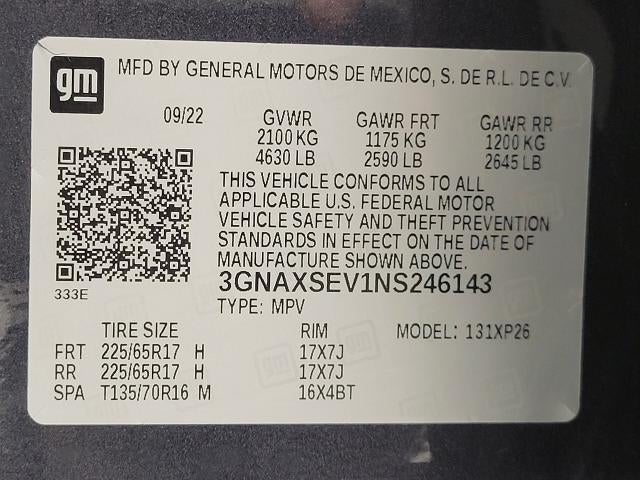 gm MFD BY GENERAL MOTORS DE MEXICO, S. DE R.L. DE C.V.
09/22 GVWR GAWR FRT GAWR RR
2100 KG 1175 KG 1200 KG
4630 LB 2590 LB 2645 LB
THIS VEHICLE CONFORMS TO ALL
APPLICABLE U.S. FEDERAL MOTOR
VEHICLE SAFETY AND THEFT PREVENTION
STANDARDS IN EFFECT ON THE DATE OF
MANUFACTURE SHOWN ABOVE.
3GNAXSEV1NS246143
333E
TYPE: MPV
TIRE SIZE RIM MODEL: 131XP26
FRT 225/65R17 H 17X7J
RR 225/65R17 H 17X7J
SPA T135/70R16 M 16X4BT